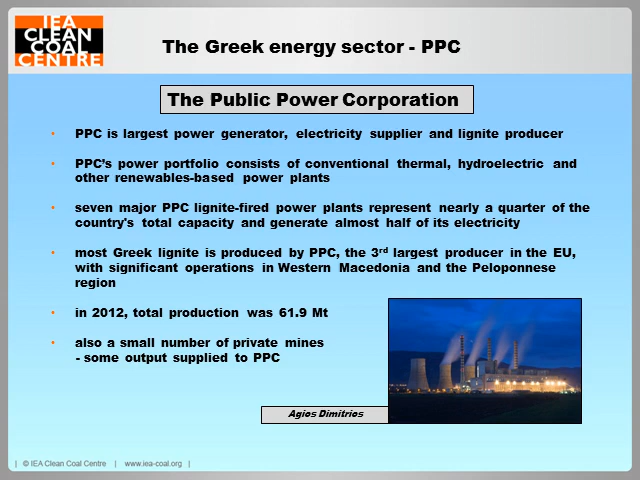 IEA
CLEAN
COAL
CENTRE
The Greek energy sector - PPC
The Public Power Corporation
• PPC is largest power generator, electricity supplier and lignite producer
• PPC’s power portfolio consists of conventional thermal, hydroelectric and
other renewables-based power plants
• seven major PPC lignite-fired power plants represent nearly a quarter of the
country's total capacity and generate almost half of its electricity
• most Greek lignite is produced by PPC, the 3rd largest producer in the EU,
with significant operations in Western Macedonia and the Peloponnese
region
• in 2012, total production was 61.9 Mt
• also a small number of private mines
- some output supplied to PPC
Agios Dimitrios
| © IEA Clean Coal Centre | www.iea-coal.org |